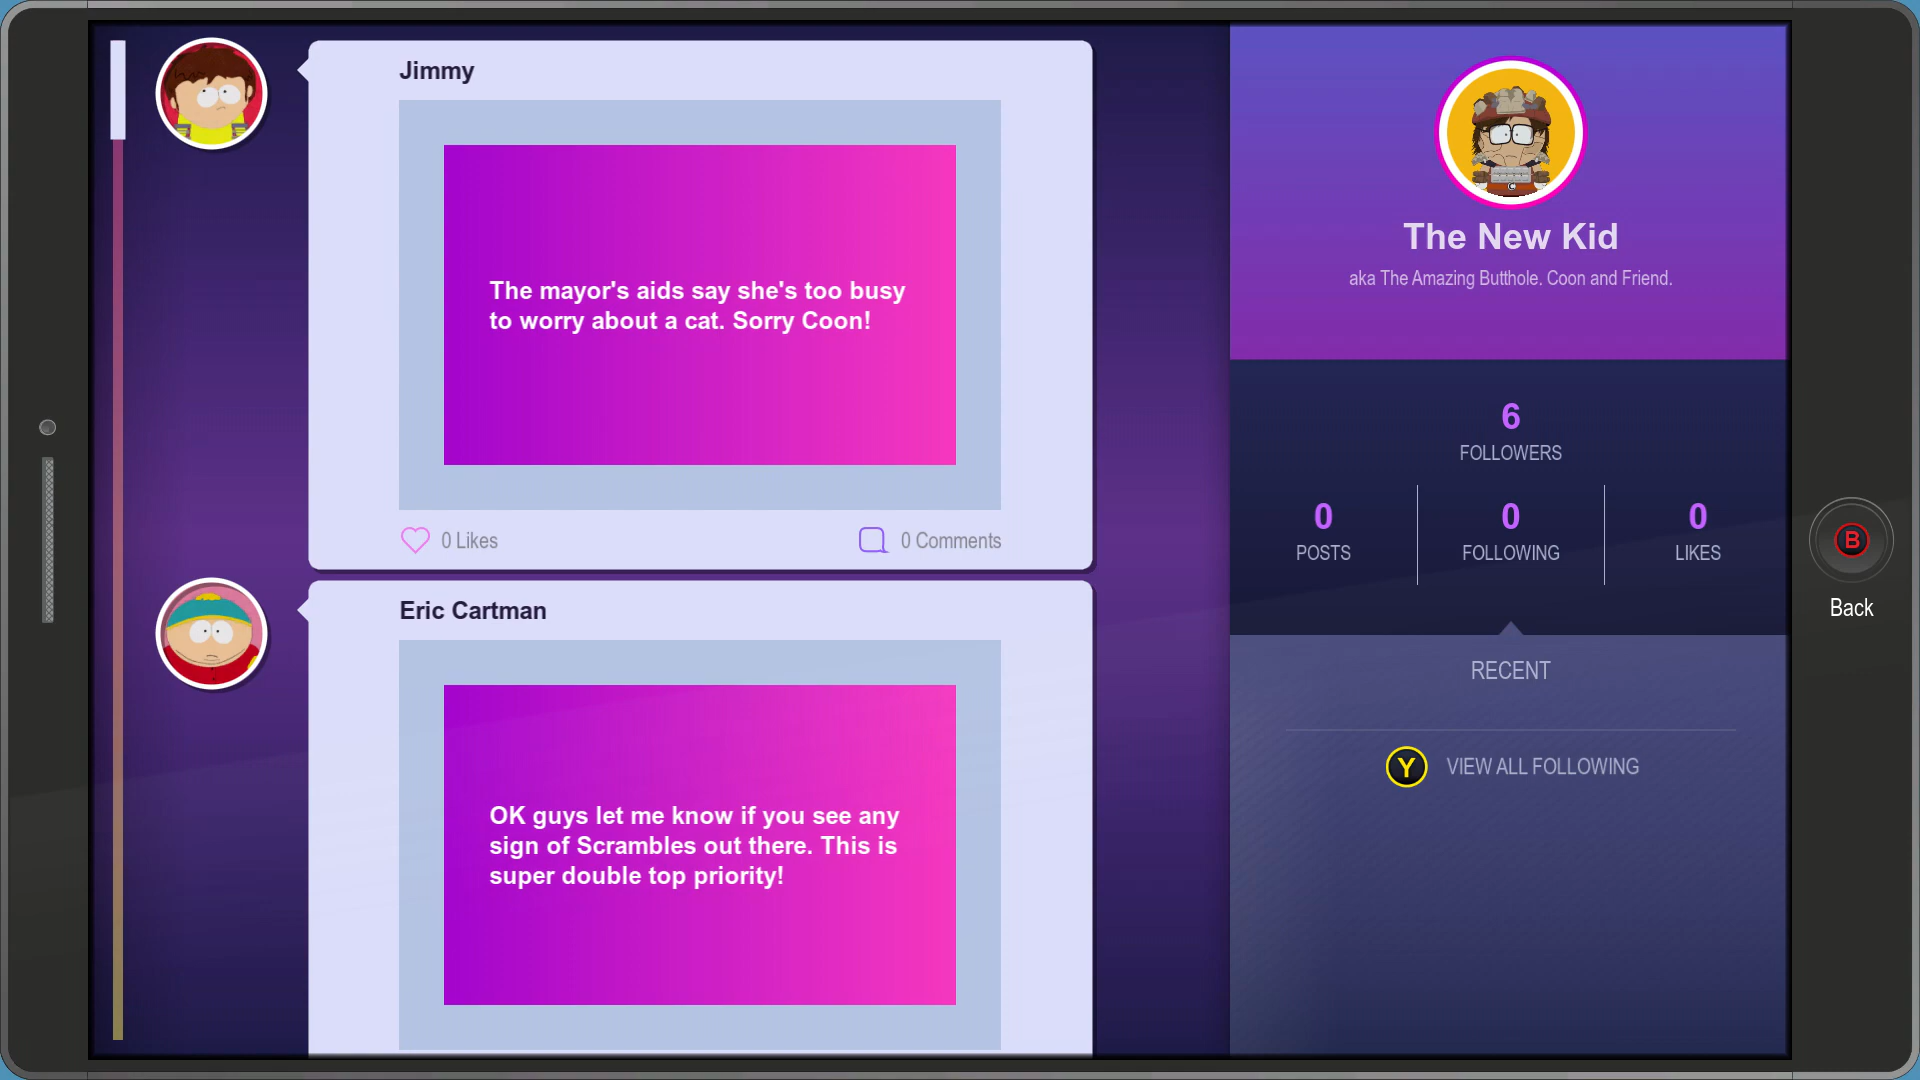 Jimmy
The mayor's aids say she's too busy
to worry about a cat. Sorry Coon!
0 Likes
0 Comments
Eric Cartman
OK guys let me know if you see any
sign of Scrambles out there. This is
super double top priority!
The New Kid
aka The Amazing Butthole. Coon and Friend.
6
FOLLOWERS
0
POSTS
0
FOLLOWING
0
LIKES
RECENT
Y VIEW ALL FOLLOWING
B
Back